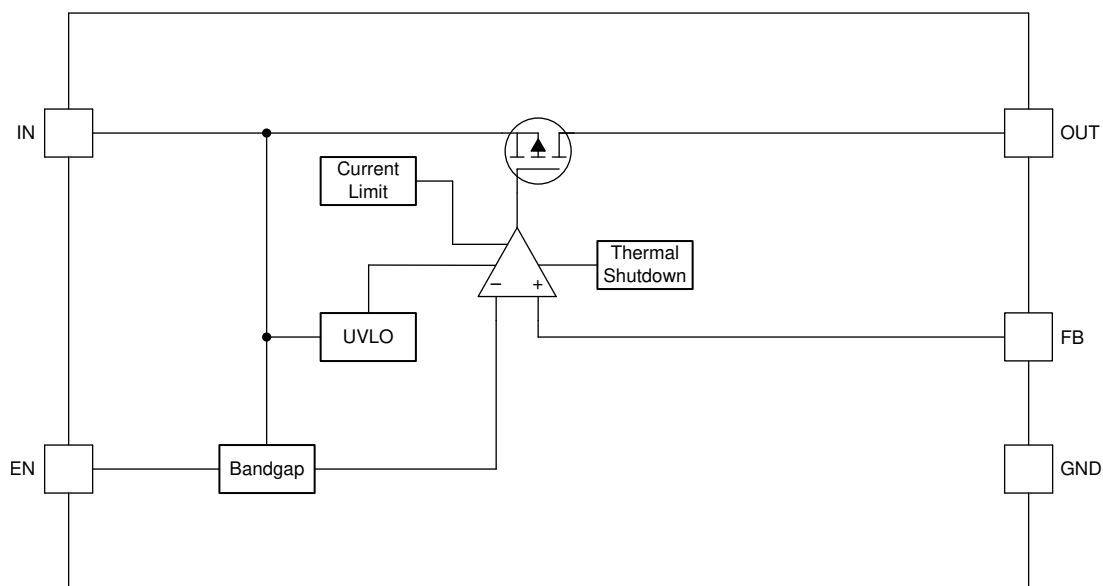 IN
OUT
Current
Limit
Thermal
Shutdown
− +
UVLO
FB
EN
Bandgap
GND